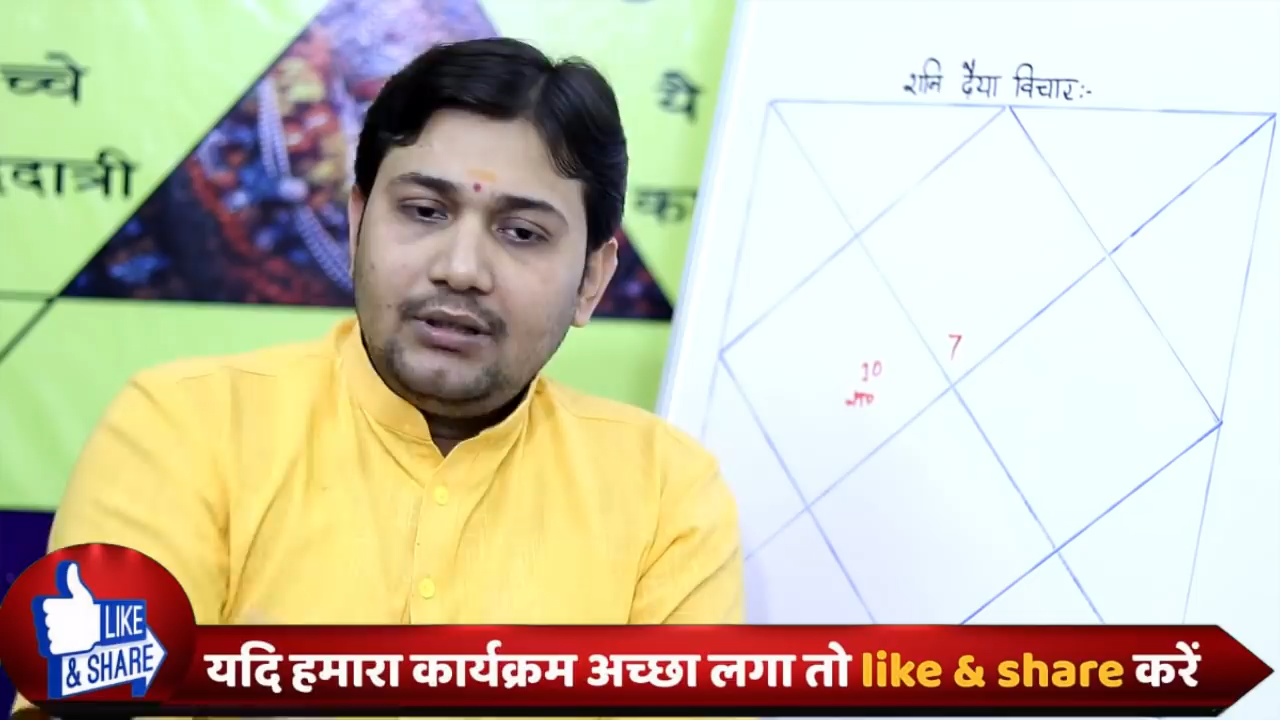 च्चे
यै
शनि ढैया विचार:-
दात्री
का
7
10
LIKE
& SHARE
यदि हमारा कार्यक्रम अच्छा लगा तो like & share करें